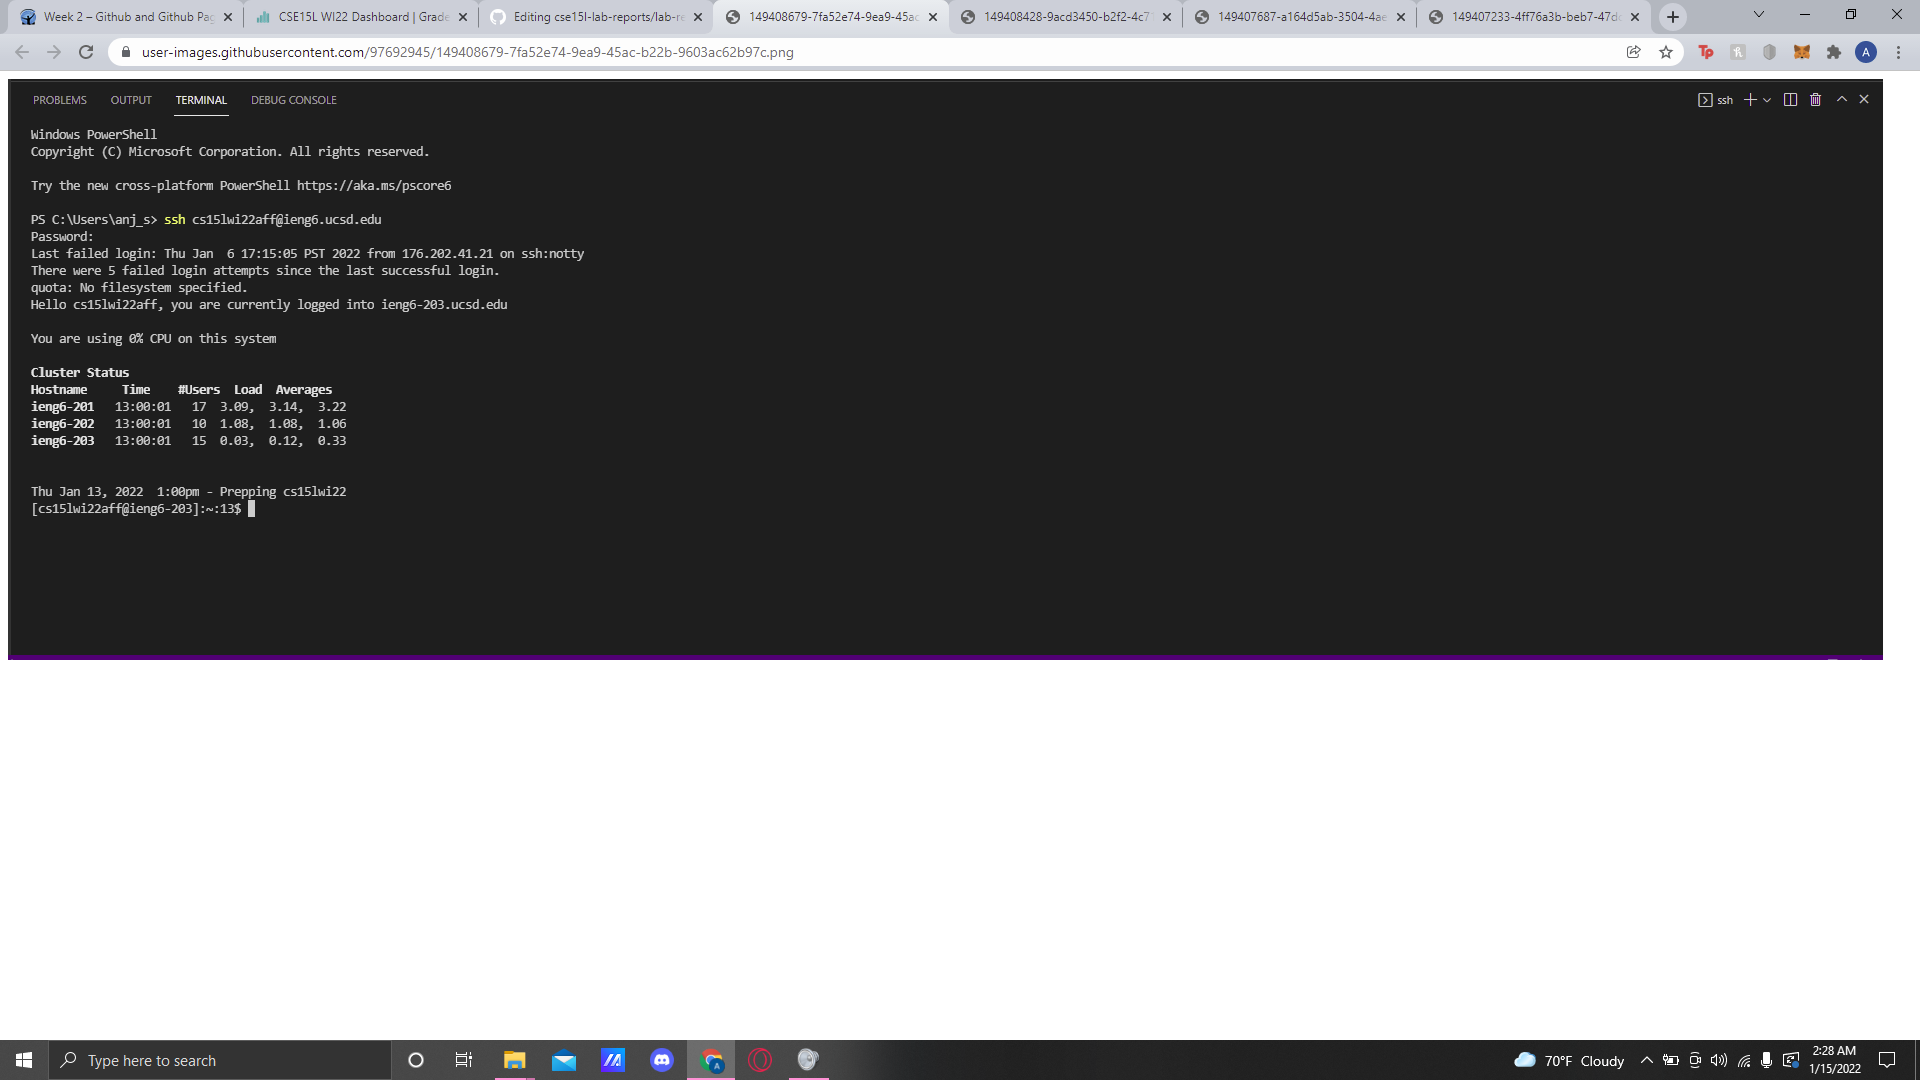 Week 2 – Github and Github Pag
CSE15L WI22 Dashboard | Grade
Editing cse15l-lab-reports/lab-re
149408679-7fa52e74-9ea9-45ac
149408428-9acd3450-b2f2-4c7
149407687-a164d5ab-3504-4ae
149407233-4ff76a3b-beb7-47dc
user-images.githubusercontent.com/97692945/149408679-7fa52e74-9ea9-45ac-b22b-9603ac62b97c.png
PROBLEMS OUTPUT TERMINAL DEBUG CONSOLE
ssh
Windows PowerShell
Copyright (C) Microsoft Corporation. All rights reserved.
Try the new cross-platform PowerShell https://aka.ms/pscore6
PS C:\Users\anj_s> ssh cs15lwi22aff@ieng6.ucsd.edu
Password:
Last failed login: Thu Jan  6 17:15:05 PST 2022 from 176.202.41.21 on ssh:notty
There were 5 failed login attempts since the last successful login.
quota: No filesystem specified.
Hello cs15lwi22aff, you are currently logged into ieng6-203.ucsd.edu
You are using 0% CPU on this system
Cluster Status
Hostname     Time    #Users  Load  Averages
ieng6-201   13:00:01   17  3.09,  3.14,  3.22
ieng6-202   13:00:01   10  1.08,  1.08,  1.06
ieng6-203   13:00:01   15  0.03,  0.12,  0.33
Thu Jan 13, 2022  1:00pm - Prepping cs15lwi22
[cs15lwi22aff@ieng6-203]:~:13$
Type here to search
70°F Cloudy
2:28 AM
1/15/2022